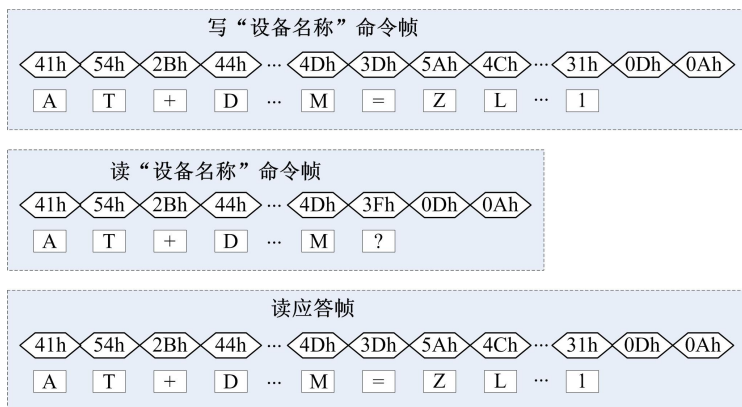 写“设备名称”命令帧
41h 54h 2Bh 44h ... 4Dh 3Dh 5Ah 4Ch ... 31h 0Dh 0Ah
A T + D ... M = Z L ... 1
读“设备名称”命令帧
41h 54h 2Bh 44h ... 4Dh 3Fh 0Dh 0Ah
A T + D ... M ?
读应答帧
41h 54h 2Bh 44h ... 4Dh 3Dh 5Ah 4Ch ... 31h 0Dh 0Ah
A T + D ... M = Z L ... 1